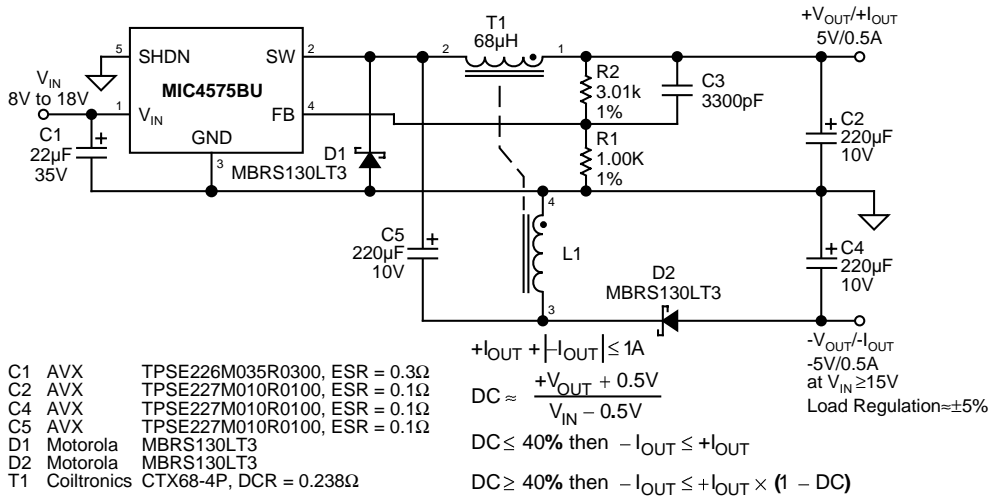 T1
68µH
+VOUT/+IOUT
5V/0.5A
5 SHDN SW 2 2 1
MIC4575BU
VIN
8V to 18V
1 VIN FB 4
GND
3
C1
22µF
35V
+
D1
MBRS130LT3
R2
3.01k
1%
C3
3300pF
R1
1.00K
1%
+
C2
220µF
10V
4
C5
220µF
10V
+
L1
3
D2
MBRS130LT3
+
C4
220µF
10V
-VOUT/-IOUT
-5V/0.5A
at VIN ≥15V
Load Regulation≈±5%
+IOUT + |−IOUT| ≤ 1A
DC ≈ +VOUT + 0.5V
VIN − 0.5V
DC ≤ 40% then − IOUT ≤ +IOUT
DC ≥ 40% then − IOUT ≤ +IOUT × (1 − DC)
C1 AVX TPSE226M035R0300, ESR = 0.3Ω
C2 AVX TPSE227M010R0100, ESR = 0.1Ω
C4 AVX TPSE227M010R0100, ESR = 0.1Ω
C5 AVX TPSE227M010R0100, ESR = 0.1Ω
D1 Motorola MBRS130LT3
D2 Motorola MBRS130LT3
T1 Coiltronics CTX68-4P, DCR = 0.238Ω